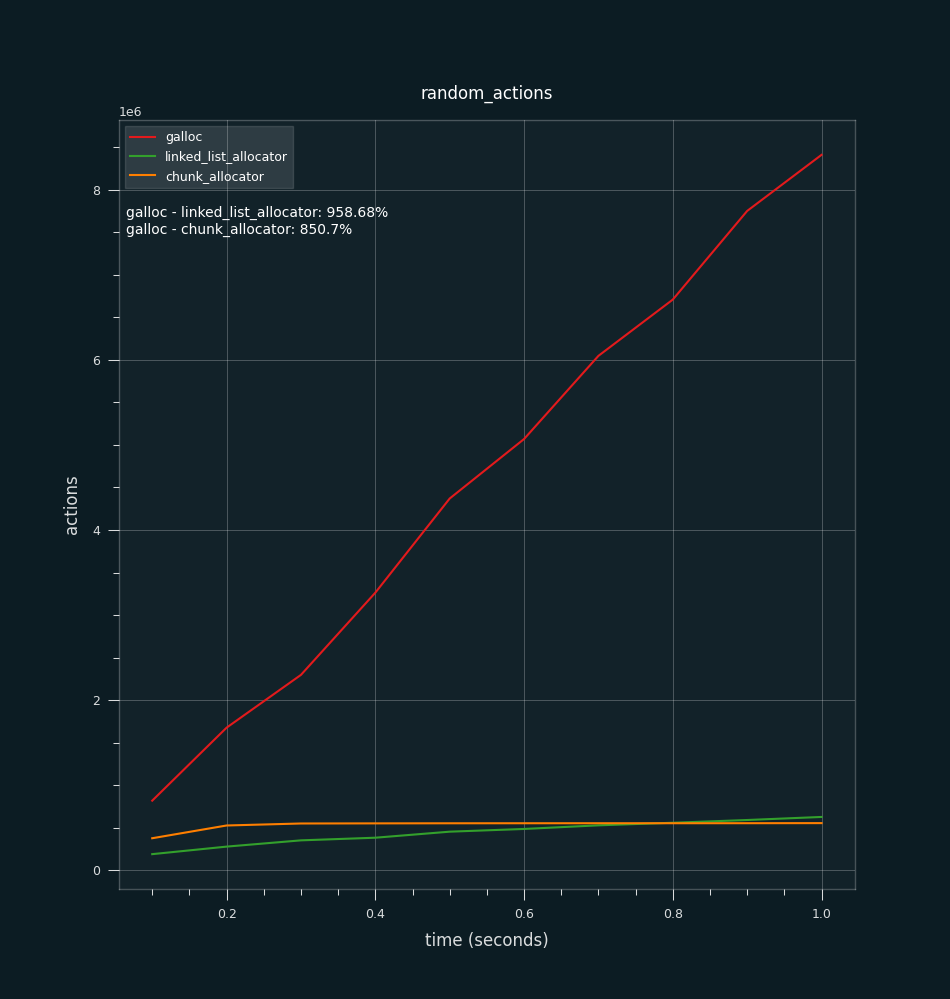 random_actions
1e6
galloc
linked_list_allocator
chunk_allocator
galloc - linked_list_allocator: 958.68%
galloc - chunk_allocator: 850.7%
8
6
4
2
0
actions
0.2 0.4 0.6 0.8 1.0
time (seconds)